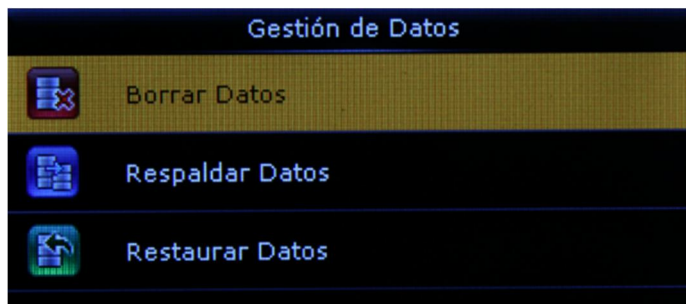 Gestión de Datos
Borrar Datos
Respaldar Datos
Restaurar Datos